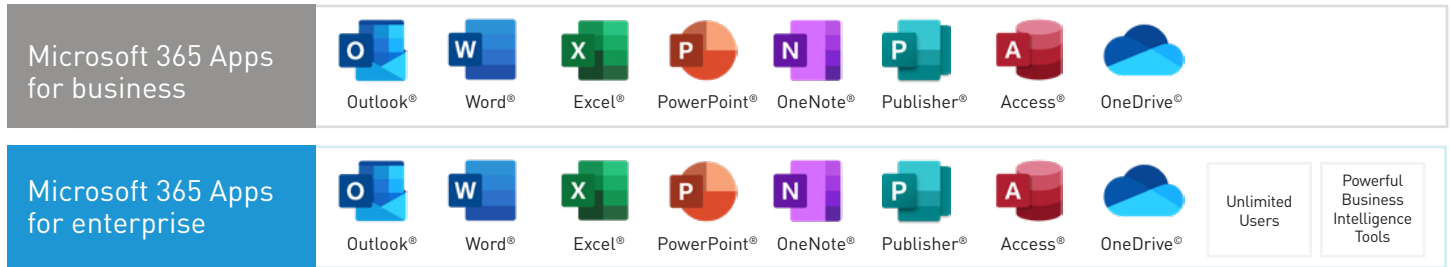 Microsoft 365 Apps
for business
O W X P N P A
Outlook® Word® Excel® PowerPoint® OneNote® Publisher® Access® OneDrive©
Microsoft 365 Apps
for enterprise
O W X P N P A
Outlook® Word® Excel® PowerPoint® OneNote® Publisher® Access® OneDrive©
Unlimited
Users
Powerful
Business
Intelligence
Tools